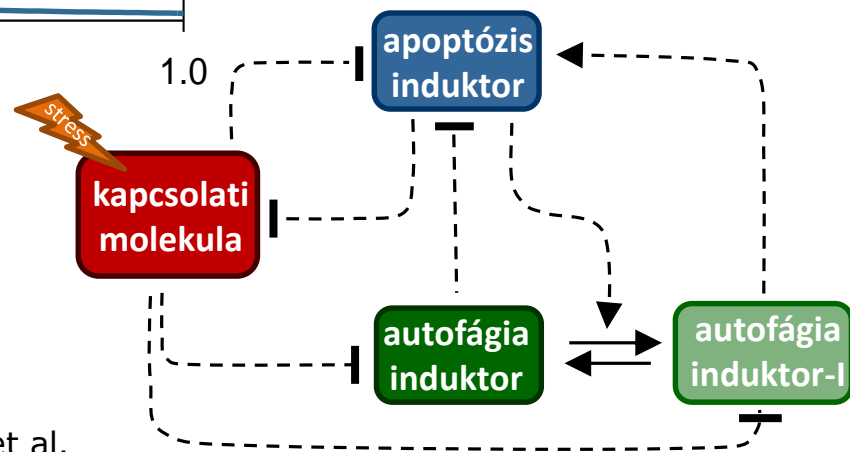 1.0
apoptózis
induktor
stress
kapcsolati
molekula
autofágia
induktor
autofágia
induktor-I
et al.